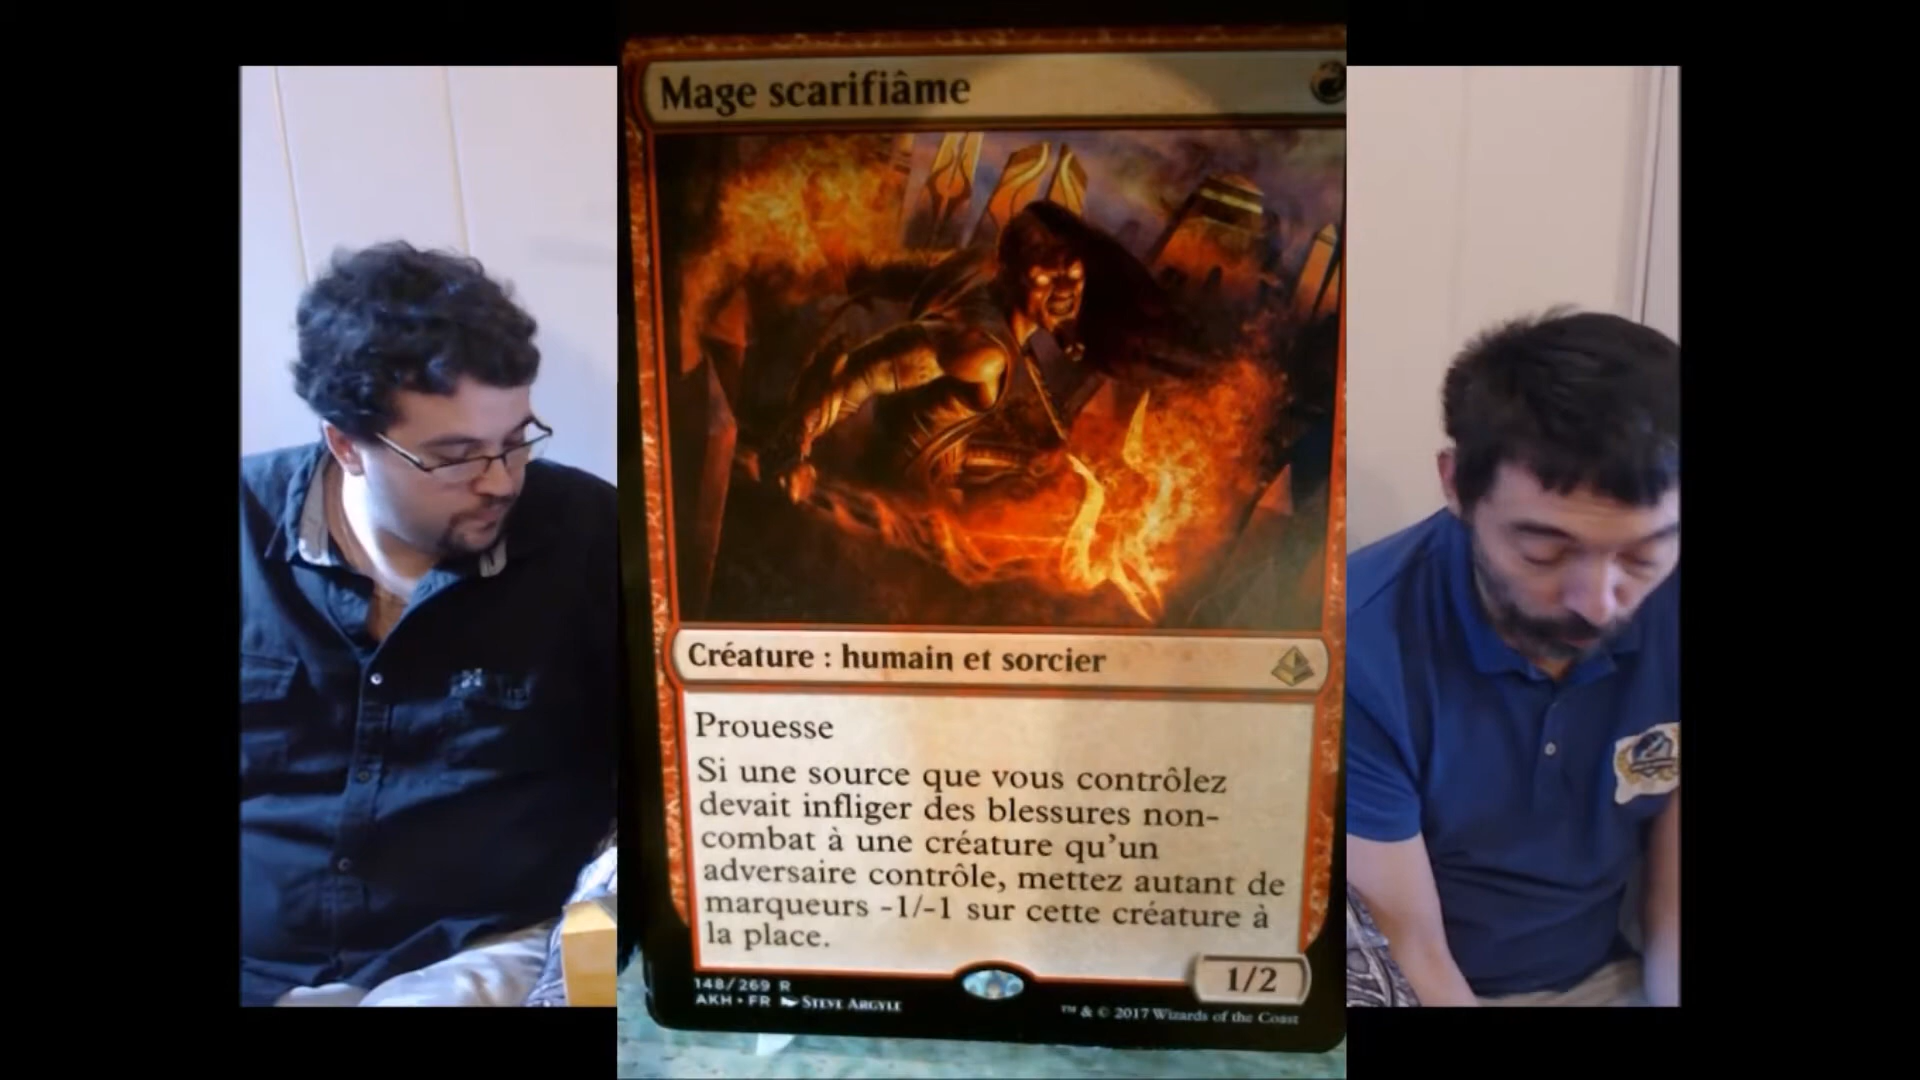 Mage scarifiâme
Créature : humain et sorcier
Prouesse
Si une source que vous contrôlez
devait infliger des blessures non-
combat à une créature qu'un
adversaire contrôle, mettez autant de
marqueurs -1/-1 sur cette créature à
la place.
1/2
148/269 R
AKH • FR Steve Argyle
™ & © 2017 Wizards of the Coast